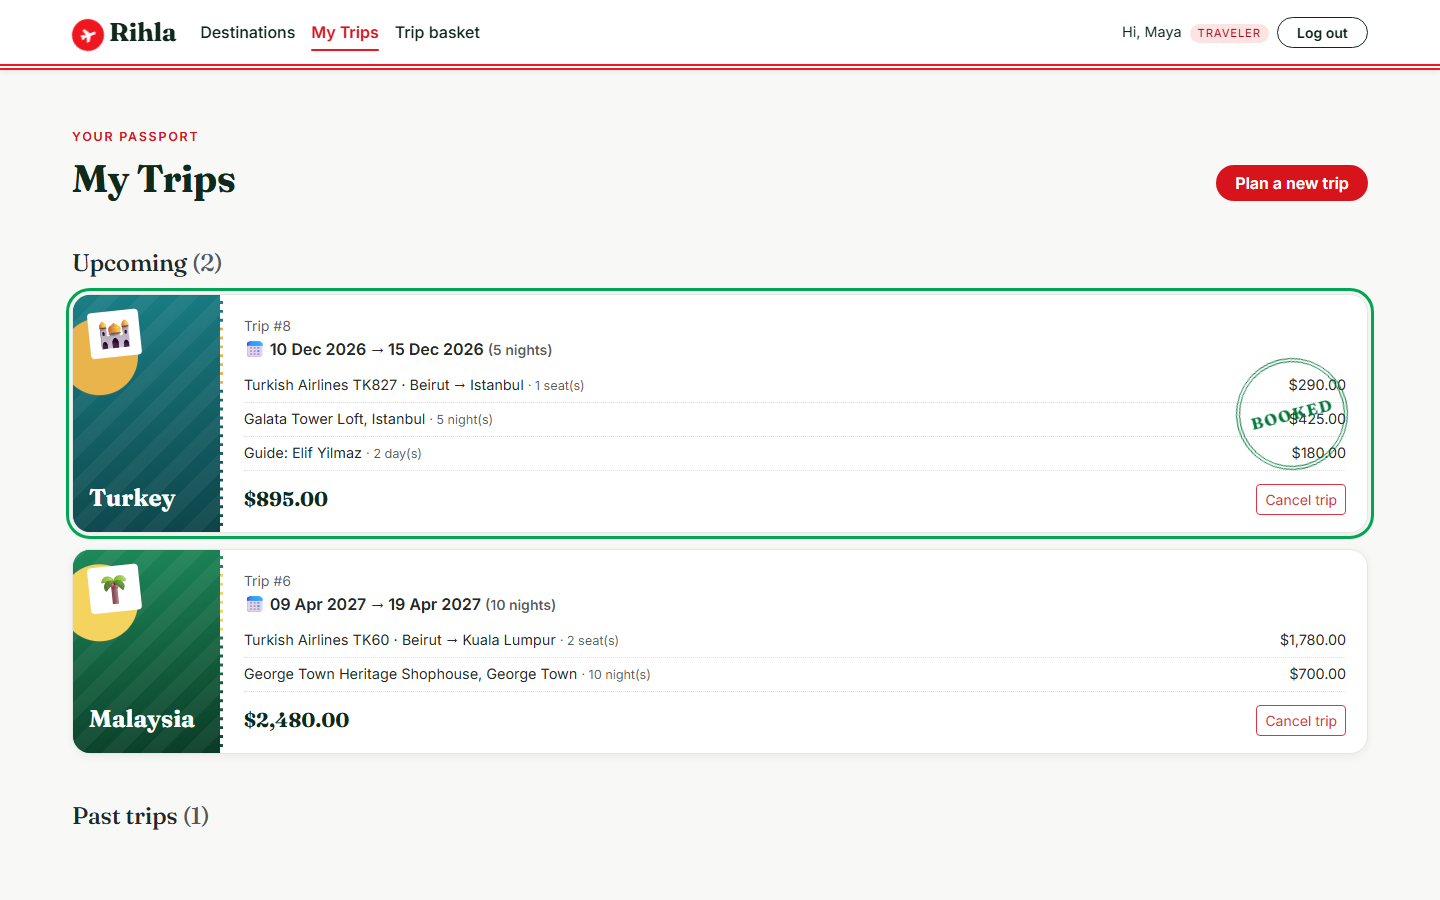 Rihla
Destinations
My Trips
Trip basket
Hi, Maya
TRAVELER
Log out
YOUR PASSPORT
My Trips
Plan a new trip
Upcoming (2)
Turkey
Trip #8
10 Dec 2026 → 15 Dec 2026 (5 nights)
Turkish Airlines TK827 · Beirut → Istanbul · 1 seat(s) $290.00
Galata Tower Loft, Istanbul · 5 night(s) $425.00
Guide: Elif Yilmaz · 2 day(s) $180.00
BOOKED
$895.00
Cancel trip
Malaysia
Trip #6
09 Apr 2027 → 19 Apr 2027 (10 nights)
Turkish Airlines TK60 · Beirut → Kuala Lumpur · 2 seat(s) $1,780.00
George Town Heritage Shophouse, George Town · 10 night(s) $700.00
$2,480.00
Cancel trip
Past trips (1)